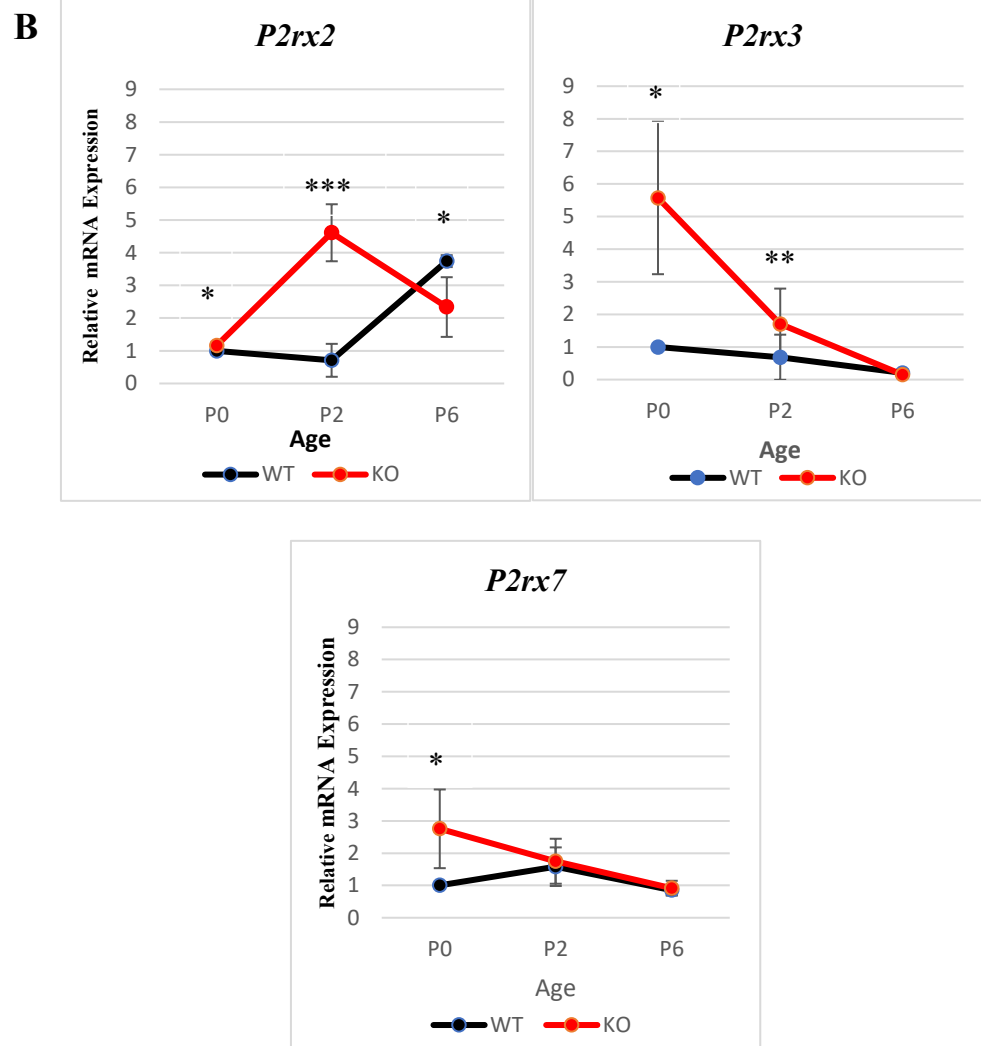 B
P2rx2
Relative mRNA Expression
9
8
7
6
5
4
3
2
1
0
*
***
*
P0 P2 P6
Age
WT KO
P2rx3
9
8
7
6
5
4
3
2
1
0
*
**
P0 P2 P6
Age
WT KO
P2rx7
Relative mRNA Expression
9
8
7
6
5
4
3
2
1
0
*
P0 P2 P6
Age
WT KO